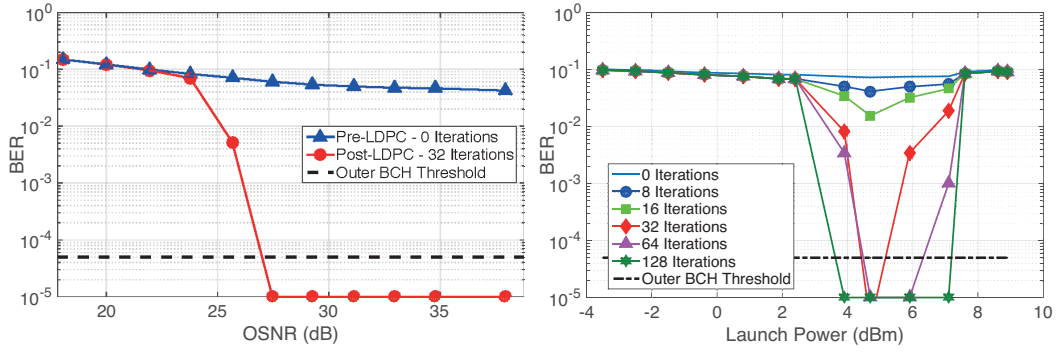 10^0
10^-1
10^-2
10^-3
10^-4
10^-5
BER
20
25
30
35
OSNR (dB)
Pre-LDPC - 0 Iterations
Post-LDPC - 32 Iterations
Outer BCH Threshold
10^0
10^-1
10^-2
10^-3
10^-4
10^-5
BER
-4
-2
0
2
4
6
8
10
Launch Power (dBm)
0 Iterations
8 Iterations
16 Iterations
32 Iterations
64 Iterations
128 Iterations
Outer BCH Threshold